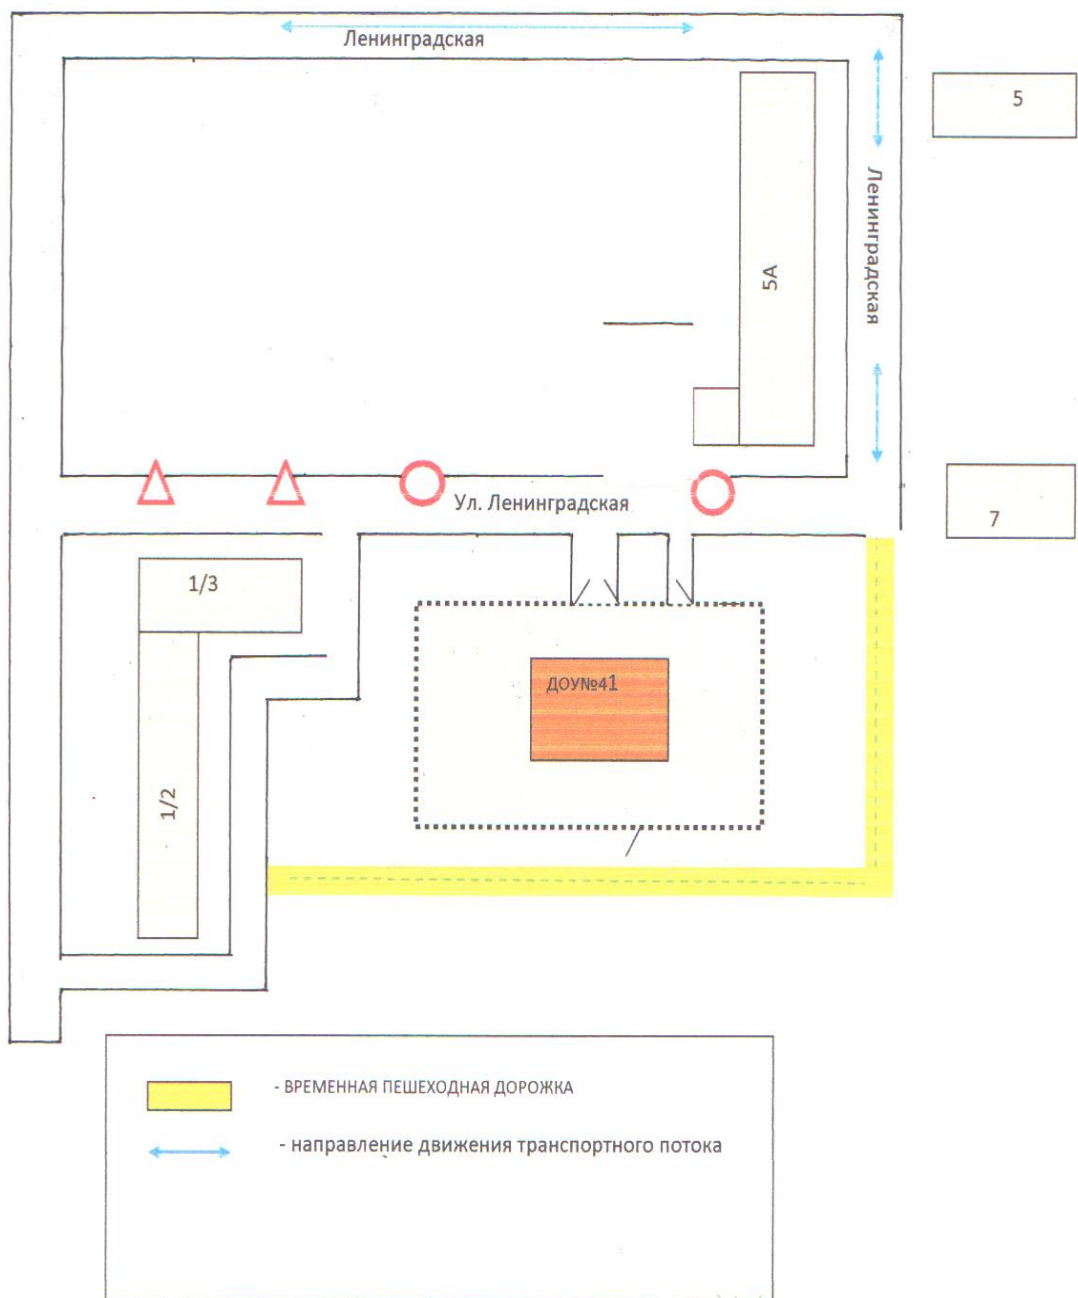 Ленинградская
5
Ленинградская
5А
Ул. Ленинградская
7
1/3
ДОУ№41
1/2
- ВРЕМЕННАЯ ПЕШЕХОДНАЯ ДОРОЖКА
- направление движения транспортного потока